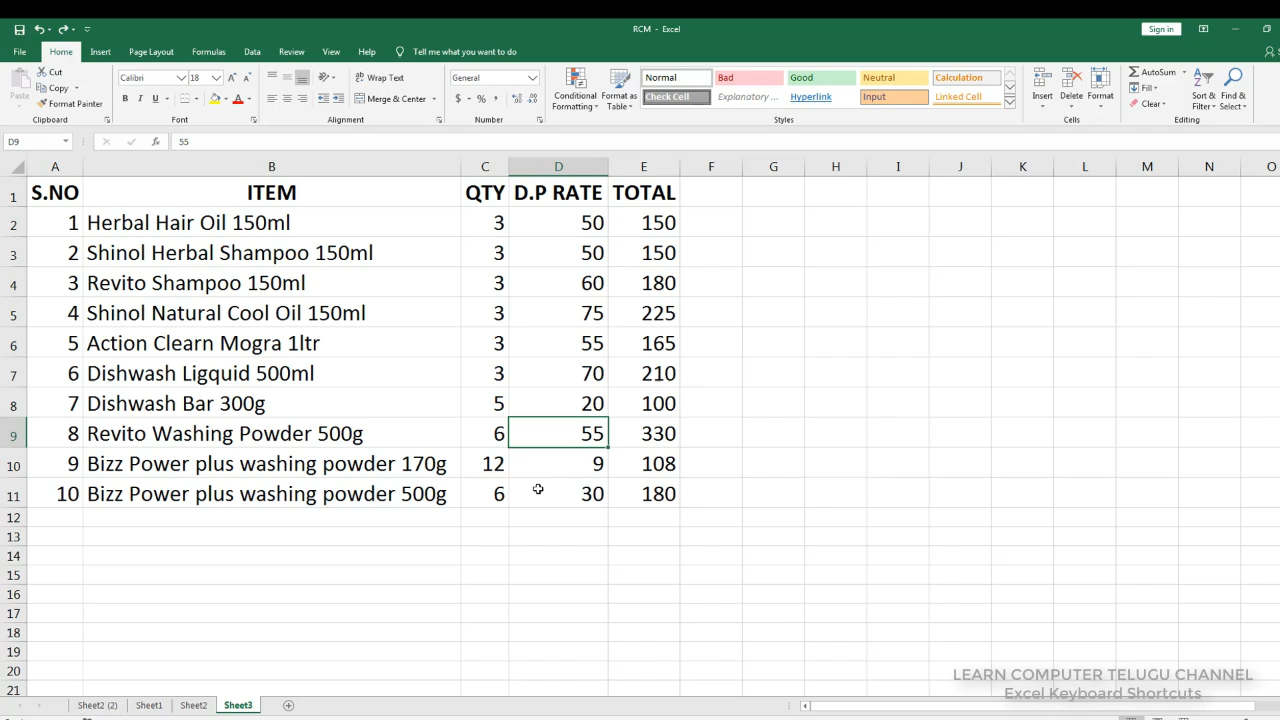 RCM - Excel
Sign in
File Home Insert Page Layout Formulas Data Review View Help Tell me what you want to do
Paste Cut Copy Format Painter Clipboard
Calibri 18 A A B I U A Font
Wrap Text Merge & Center Alignment
General $ % , Number
Conditional Formatting Format as Table
Normal Bad Good Neutral Calculation
Check Cell Explanatory ... Hyperlink Input Linked Cell
Styles
Insert Delete Format Cells
AutoSum Fill Clear Sort & Filter Find & Select Editing
D9 fx 55
A B C D E F G H I J K L M N O
1 S.NO ITEM QTY D.P RATE TOTAL
2 1 Herbal Hair Oil 150ml 3 50 150
3 2 Shinol Herbal Shampoo 150ml 3 50 150
4 3 Revito Shampoo 150ml 3 60 180
5 4 Shinol Natural Cool Oil 150ml 3 75 225
6 5 Action Clearn Mogra 1ltr 3 55 165
7 6 Dishwash Ligquid 500ml 3 70 210
8 7 Dishwash Bar 300g 5 20 100
9 8 Revito Washing Powder 500g 6 55 330
10 9 Bizz Power plus washing powder 170g 12 9 108
11 10 Bizz Power plus washing powder 500g 6 30 180
12
13
14
15
16
17
18
19
20
21
LEARN COMPUTER TELUGU CHANNEL
Excel Keyboard Shortcuts
Sheet2 (2) Sheet1 Sheet2 Sheet3